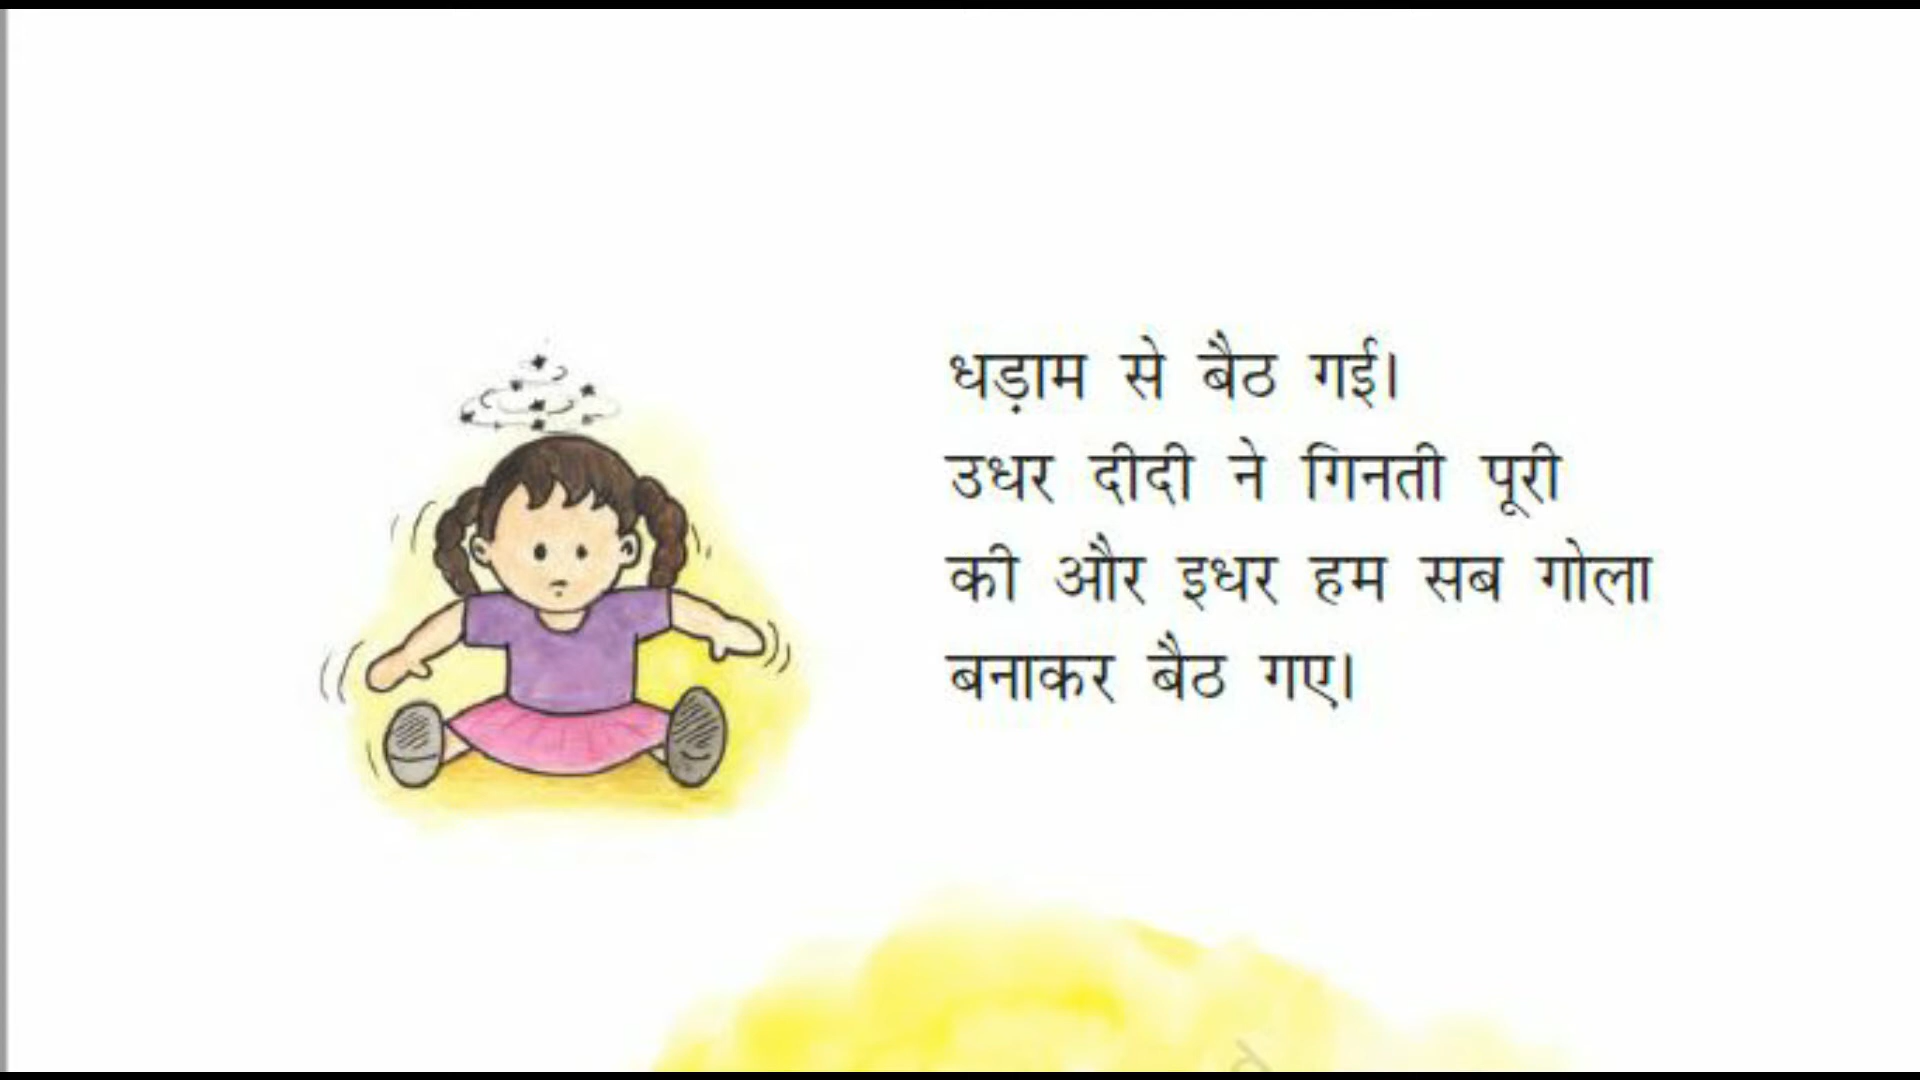 धड़ाम से बैठ गई।
उधर दीदी ने गिनती पूरी
की और इधर हम सब गोला
बनाकर बैठ गए।